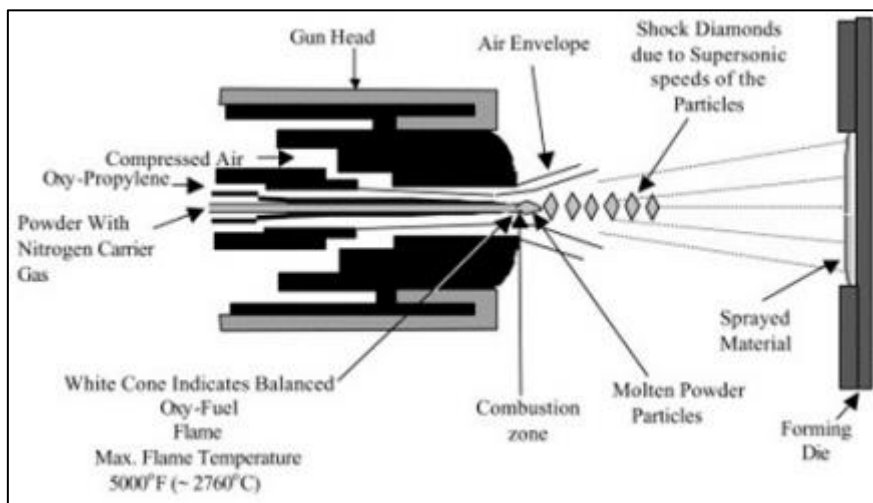 Gun Head
Air Envelope
Shock Diamonds
due to Supersonic
speeds of the
Particles
Compressed Air
Oxy-Propylene
Powder With
Nitrogen Carrier
Gas
Sprayed
Material
White Cone Indicates Balanced
Oxy-Fuel
Flame
Max. Flame Temperature
5000°F (~ 2760°C)
Combustion
zone
Molten Powder
Particles
Forming
Die